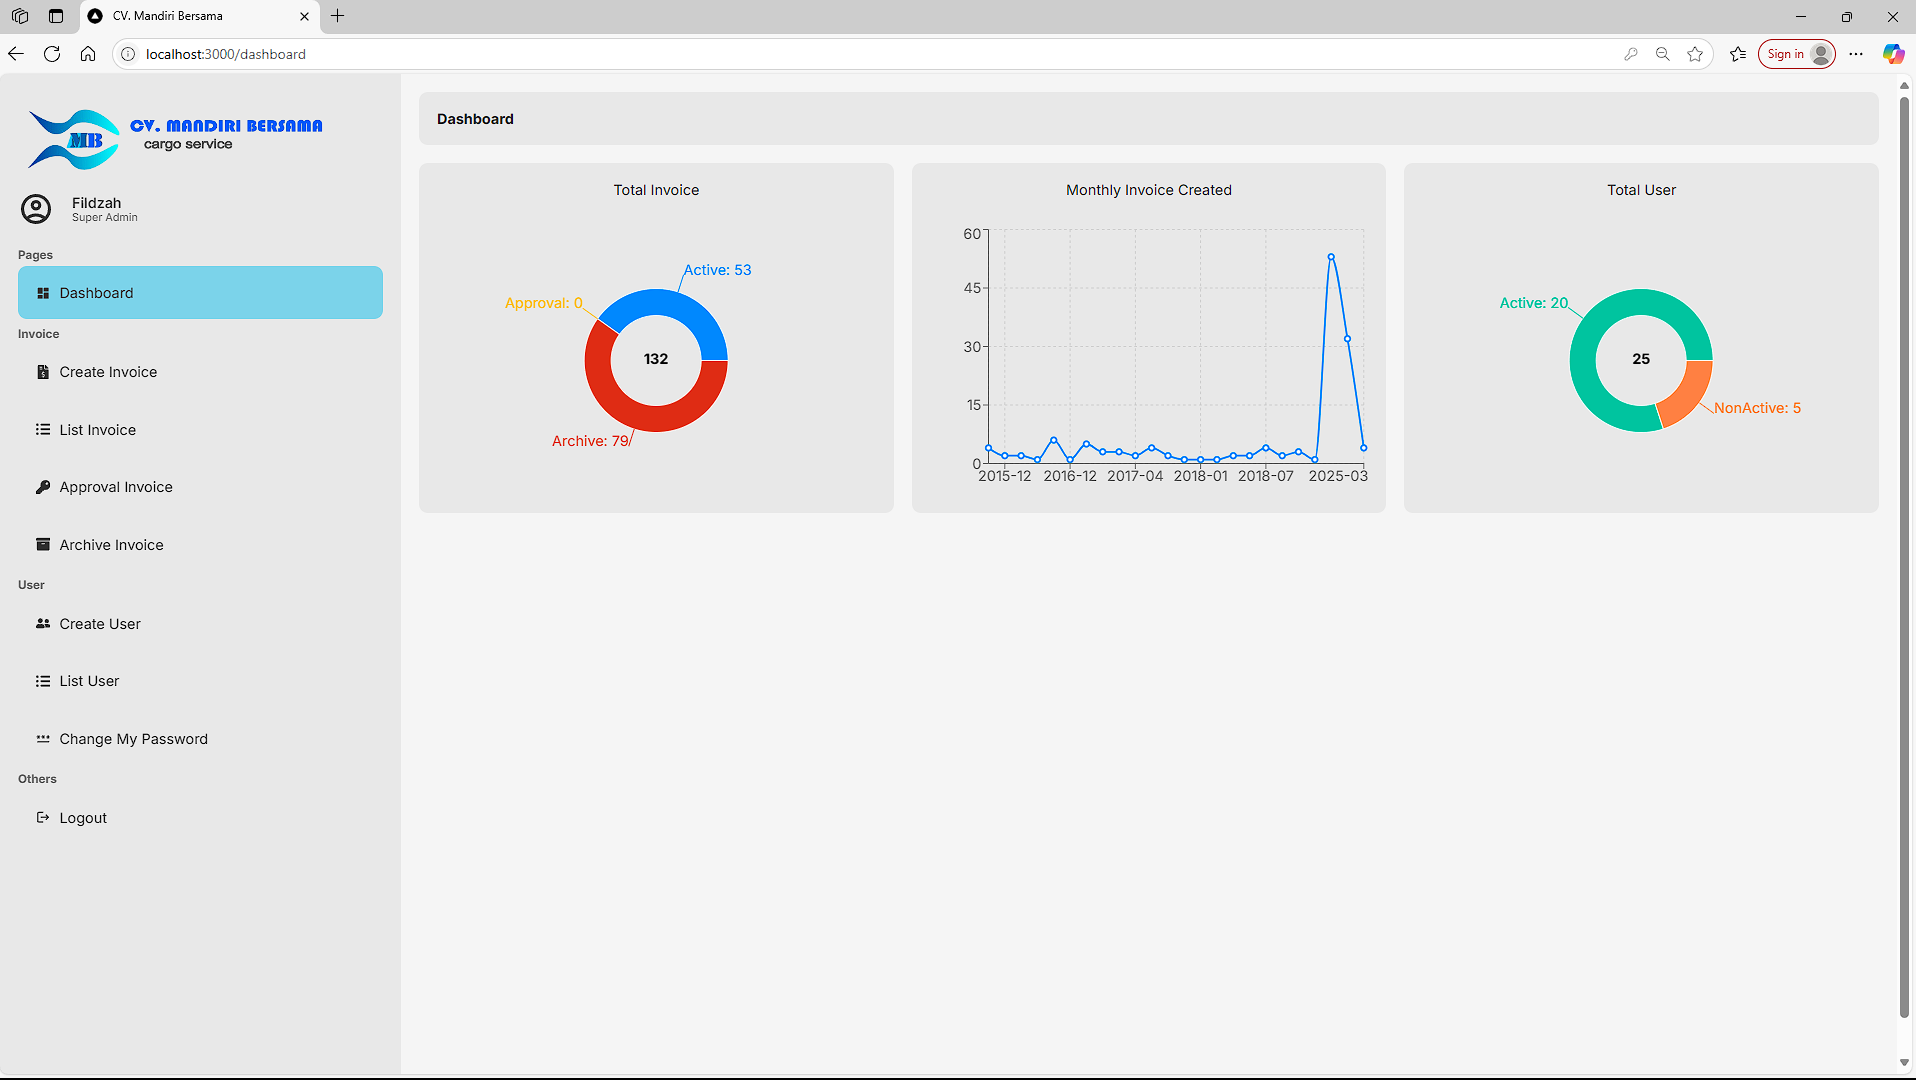 CV. Mandiri Bersama
localhost:3000/dashboard
Sign in
MB
CV. MANDIRI BERSAMA
cargo service
Fildzah
Super Admin
Pages
Dashboard
Invoice
Create Invoice
List Invoice
Approval Invoice
Archive Invoice
User
Create User
List User
Change My Password
Others
Logout
Dashboard
Total Invoice
Active: 53
Approval: 0
132
Archive: 79
Monthly Invoice Created
60
45
30
15
0
2015-12 2016-12 2017-04 2018-01 2018-07 2025-03
Total User
Active: 20
25
NonActive: 5